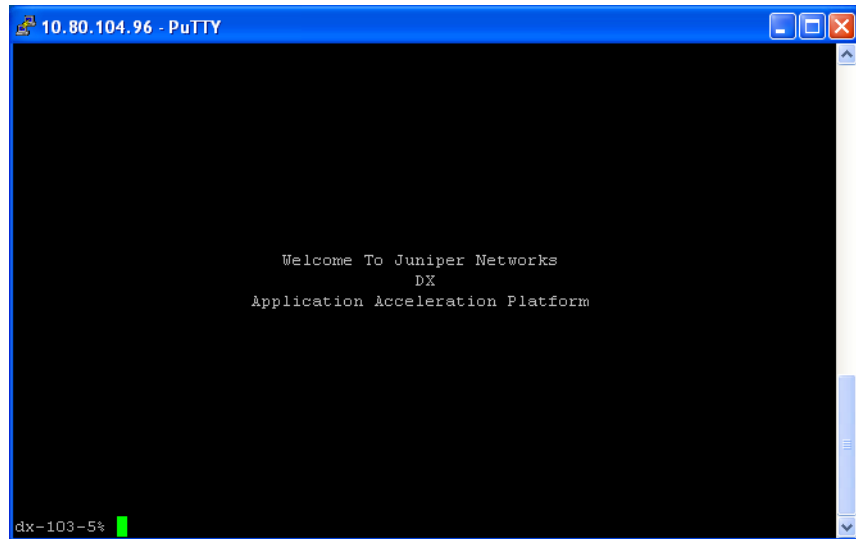 10.80.104.96 - PuTTY
Welcome To Juniper Networks
DX
Application Acceleration Platform
dx-103-5%